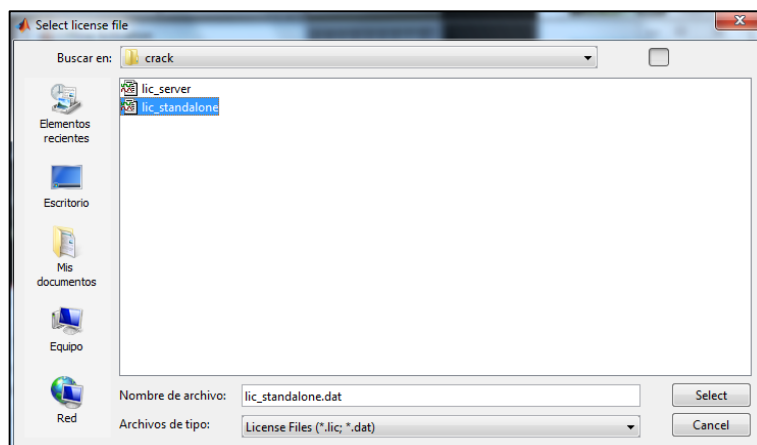 Select license file
Buscar en:
crack
lic_server
lic_standalone
Elementos
recientes
Escritorio
Mis
documentos
Equipo
Red
Nombre de archivo:
lic_standalone.dat
Select
Archivos de tipo:
License Files (*.lic; *.dat)
Cancel